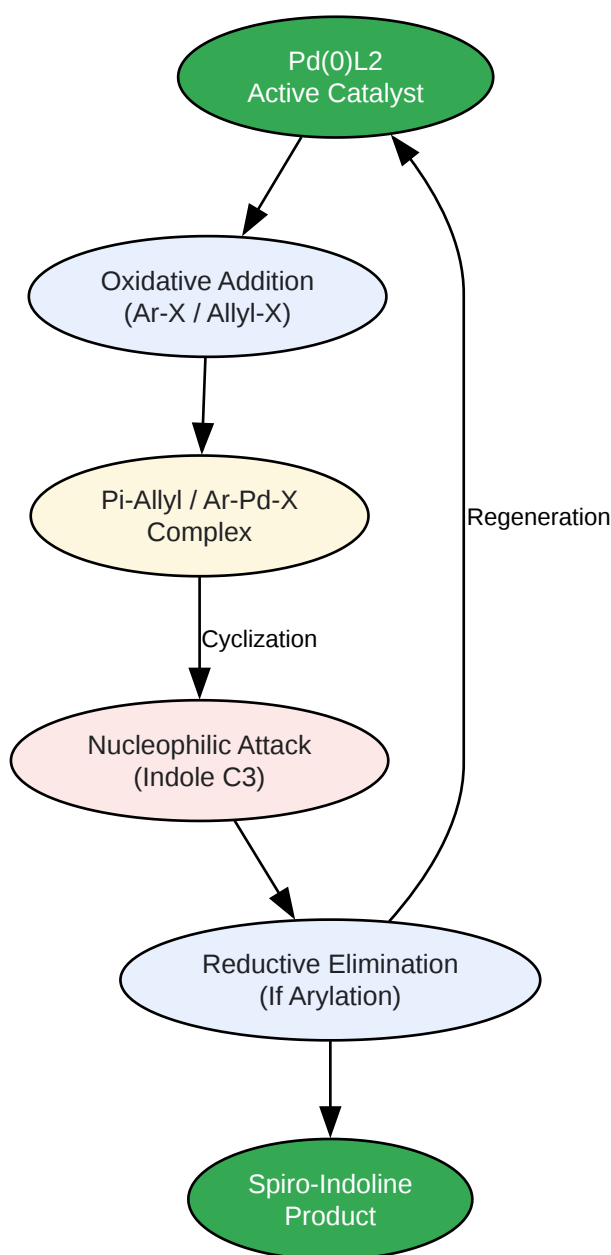 Pd(0)L2
Active Catalyst
Oxidative Addition
(Ar-X / Allyl-X)
Pi-Allyl / Ar-Pd-X
Complex
Regeneration
Cyclization
Nucleophilic Attack
(Indole C3)
Reductive Elimination
(If Arylation)
Spiro-Indoline
Product